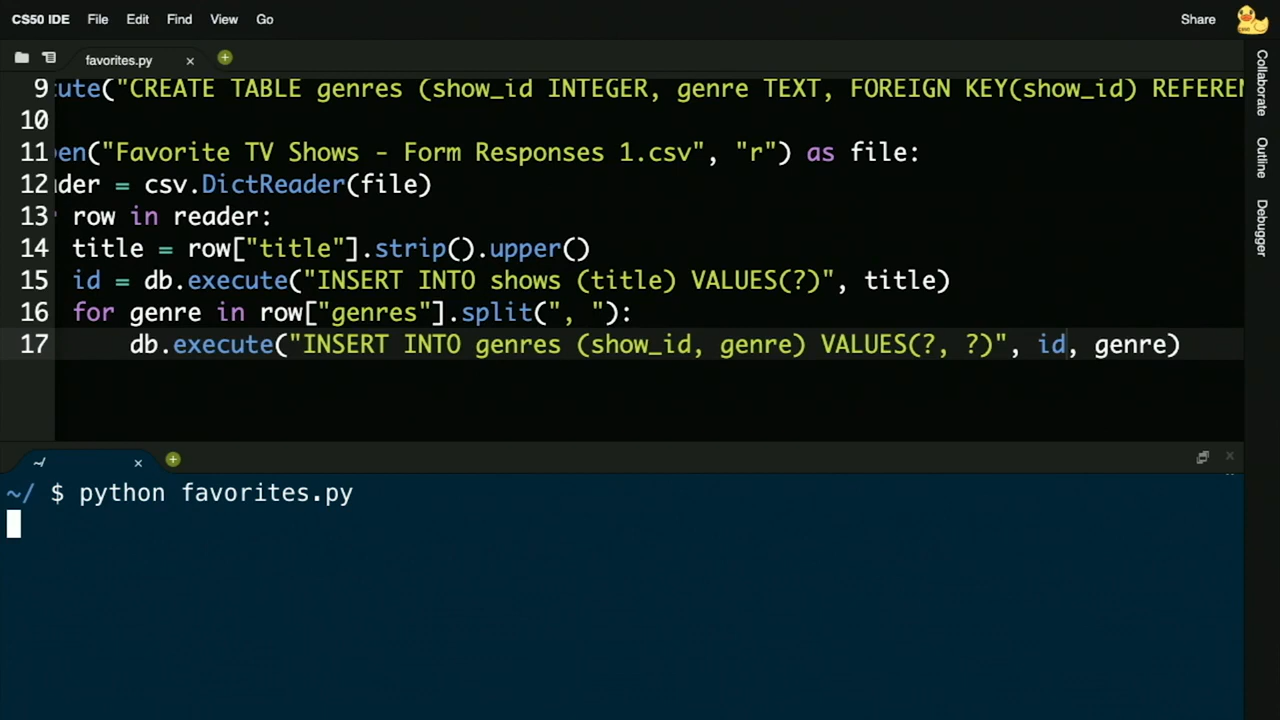 CS50 IDE File Edit Find View Go Share
favorites.py
9 cute("CREATE TABLE genres (show_id INTEGER, genre TEXT, FOREIGN KEY(show_id) REFEREN
10
11 pen("Favorite TV Shows - Form Responses 1.csv", "r") as file:
12 der = csv.DictReader(file)
13 row in reader:
14 title = row["title"].strip().upper()
15 id = db.execute("INSERT INTO shows (title) VALUES(?)", title)
16 for genre in row["genres"].split(", "):
17 db.execute("INSERT INTO genres (show_id, genre) VALUES(?, ?)", id, genre)
~/
~/ $ python favorites.py
Collaborate
Outline
Debugger